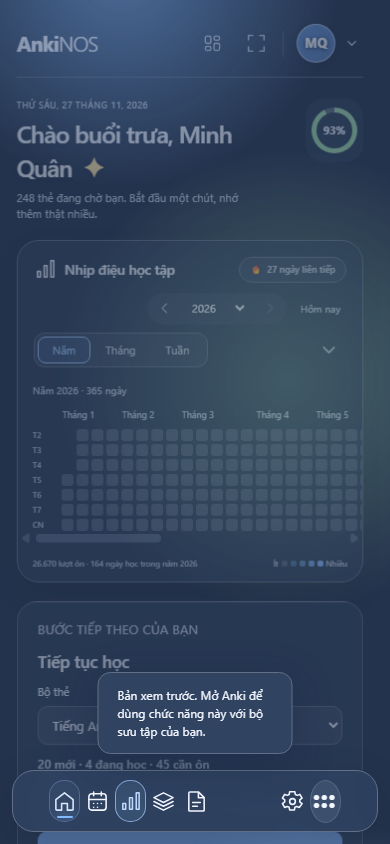 AnkiNOS
MQ
THỨ SÁU, 27 THÁNG 11, 2026
Chào buổi trưa, Minh
Quân
93%
248 thẻ đang chờ bạn. Bắt đầu một chút, nhớ
thêm thật nhiều.
Nhịp điệu học tập
27 ngày liên tiếp
2026
Hôm nay
Năm
Tháng
Tuần
Năm 2026 · 365 ngày
Tháng 1
Tháng 2
Tháng 3
Tháng 4
Tháng 5
T2
T3
T4
T5
T6
T7
CN
26.670 lượt ôn · 164 ngày học trong năm 2026
Nhiều
BƯỚC TIẾP THEO CỦA BẠN
Tiếp tục học
Bộ thẻ
Tiếng
Bản xem trước. Mở Anki để
dùng chức năng này với bộ
sưu tập của bạn.
20 mới · 4 đang học · 45 cần ôn